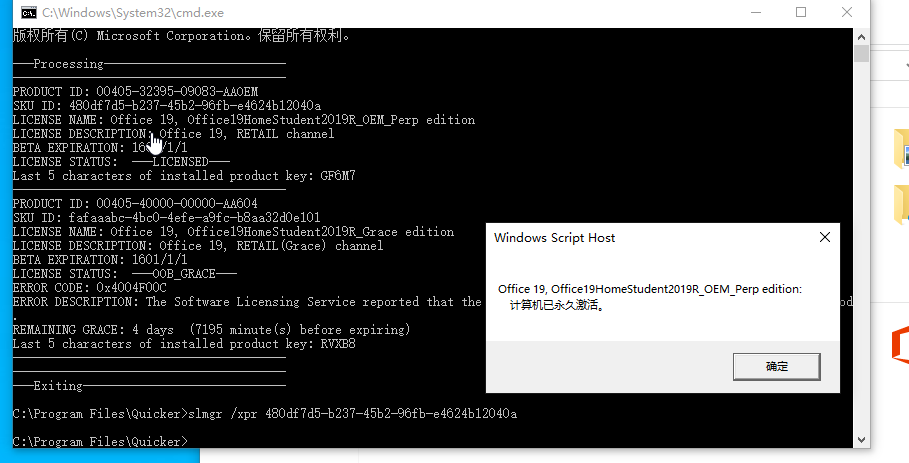 C:\Windows\System32\cmd.exe
版权所有(C) Microsoft Corporation。保留所有权利。
---Processing--------------------------
---------------------------------------
PRODUCT ID: 00405-32395-09083-AAOEM
SKU ID: 480df7d5-b237-45b2-96fb-e4624b12040a
LICENSE NAME: Office 19, Office19HomeStudent2019R_OEM_Perp edition
LICENSE DESCRIPTION: Office 19, RETAIL channel
BETA EXPIRATION: 1601/1/1
LICENSE STATUS:  ---LICENSED---
Last 5 characters of installed product key: GF6M7
---------------------------------------
PRODUCT ID: 00405-40000-00000-AA604
SKU ID: fafaaabc-4bc0-4efe-a9fc-b8aa32d0e101
LICENSE NAME: Office 19, Office19HomeStudent2019R_Grace edition
LICENSE DESCRIPTION: Office 19, RETAIL(Grace) channel
BETA EXPIRATION: 1601/1/1
LICENSE STATUS:  ---OOB_GRACE---
ERROR CODE: 0x4004F00C
ERROR DESCRIPTION: The Software Licensing Service reported that the
.
REMAINING GRACE: 4 days  (7195 minute(s) before expiring)
Last 5 characters of installed product key: RVXB8
---------------------------------------
---------------------------------------
---Exiting-----------------------------
C:\Program Files\Quicker>slmgr /xpr 480df7d5-b237-45b2-96fb-e4624b12040a
C:\Program Files\Quicker>
Windows Script Host
Office 19, Office19HomeStudent2019R_OEM_Perp edition:
计算机已永久激活。
确定